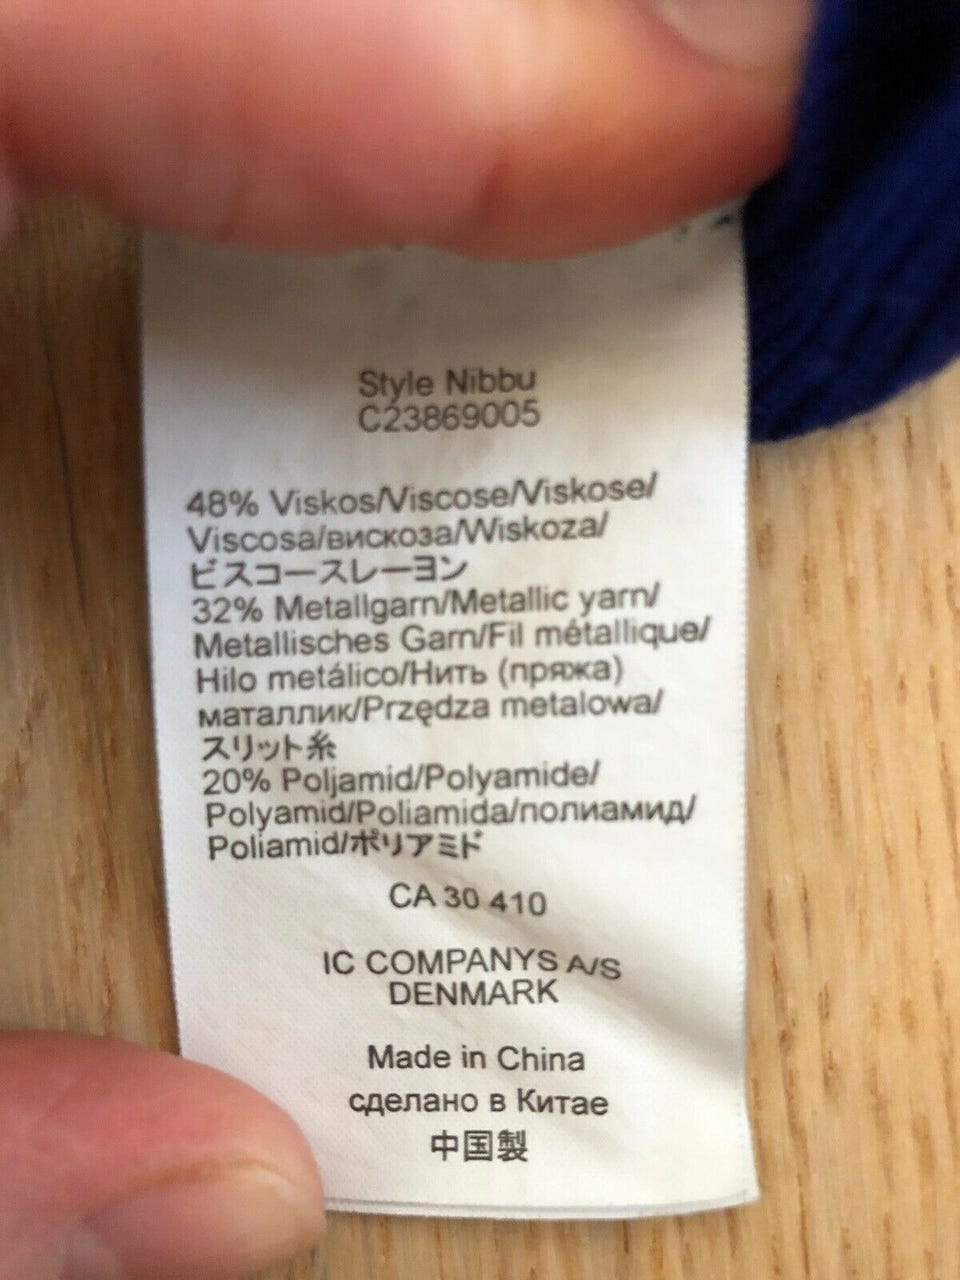 Style Nibbu
C23869005
48% Viskos/Viscose/Viskose/
Viscosa/вискоза/Wiskoza/
ビスコースレーヨン
32% Metallgarn/Metallic yarn/
Metallisches Garn/Fil métallique/
Hilo metálico/Нить (пряжа)
маталлик/Przędza metalowa/
スリット糸
20% Poljamid/Polyamide/
Polyamid/Poliamida/полиамид/
Poliamid/ポリアミド
CA 30 410
IC COMPANYS A/S
DENMARK
Made in China
сделано в Китае
中国製